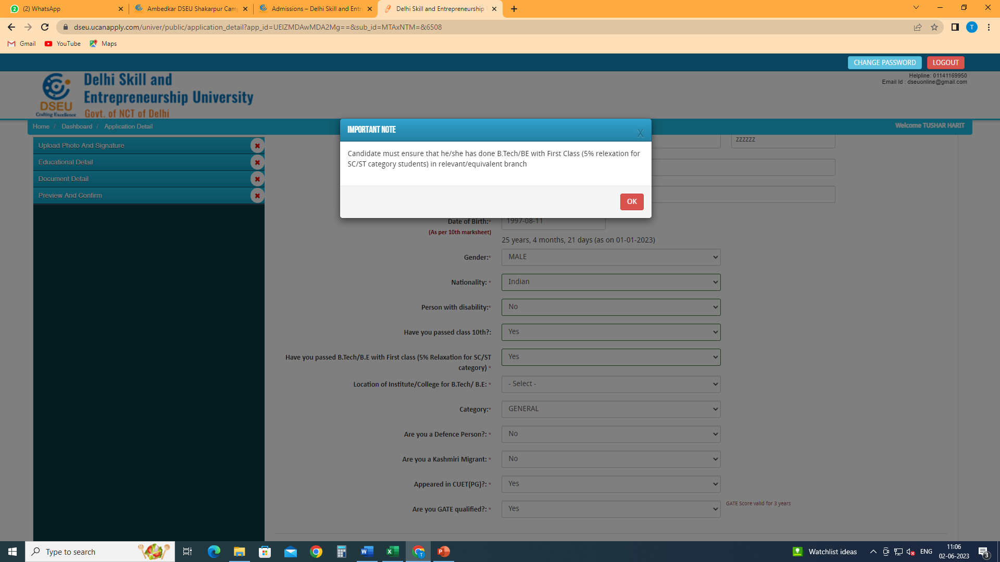 (2) WhatsApp
Ambedkar DSEU Shakarpur Camp
Admissions – Delhi Skill and Entr
Delhi Skill and Entrepreneurship
dseu.ucanapply.com/univer/public/application_detail?app_id=UEIZMDAwMDA2Mg==&sub_id=MTAxNTM=&6508
T
Gmail
YouTube
Maps
CHANGE PASSWORD
LOGOUT
Helpline: 01141169950
Email Id : dseuonline@gmail.com
DSEU
Crafting Excellence
Delhi Skill and
Entrepreneurship University
Govt. of NCT of Delhi
Home / Dashboard / Application Detail
Welcome TUSHAR HARIT
Upload Photo And Signature
Educational Detail
Document Detail
Preview And Confirm
IMPORTANT NOTE
X
Candidate must ensure that he/she has done B.Tech/BE with First Class (5% relexation for
SC/ST category students) in relevant/equivalent branch
OK
zzzzzz
Date of Birth:*
1997-08-11
(As per 10th marksheet)
25 years, 4 months, 21 days (as on 01-01-2023)
Gender:*
MALE
Nationality: *
Indian
Person with disability:*
No
Have you passed class 10th?:
Yes
Have you passed B.Tech/B.E with First class (5% Relaxation for SC/ST
category) *
Yes
Location of Institute/College for B.Tech/ B.E: *
- Select -
Category:*
GENERAL
Are you a Defence Person?: *
No
Are you a Kashmiri Migrant: *
No
Appeared in CUET(PG)?: *
Yes
Are you GATE qualified?: *
Yes
GATE Score valid for 3 years
Type to search
Watchlist ideas
ENG
11:06
02-06-2023
3